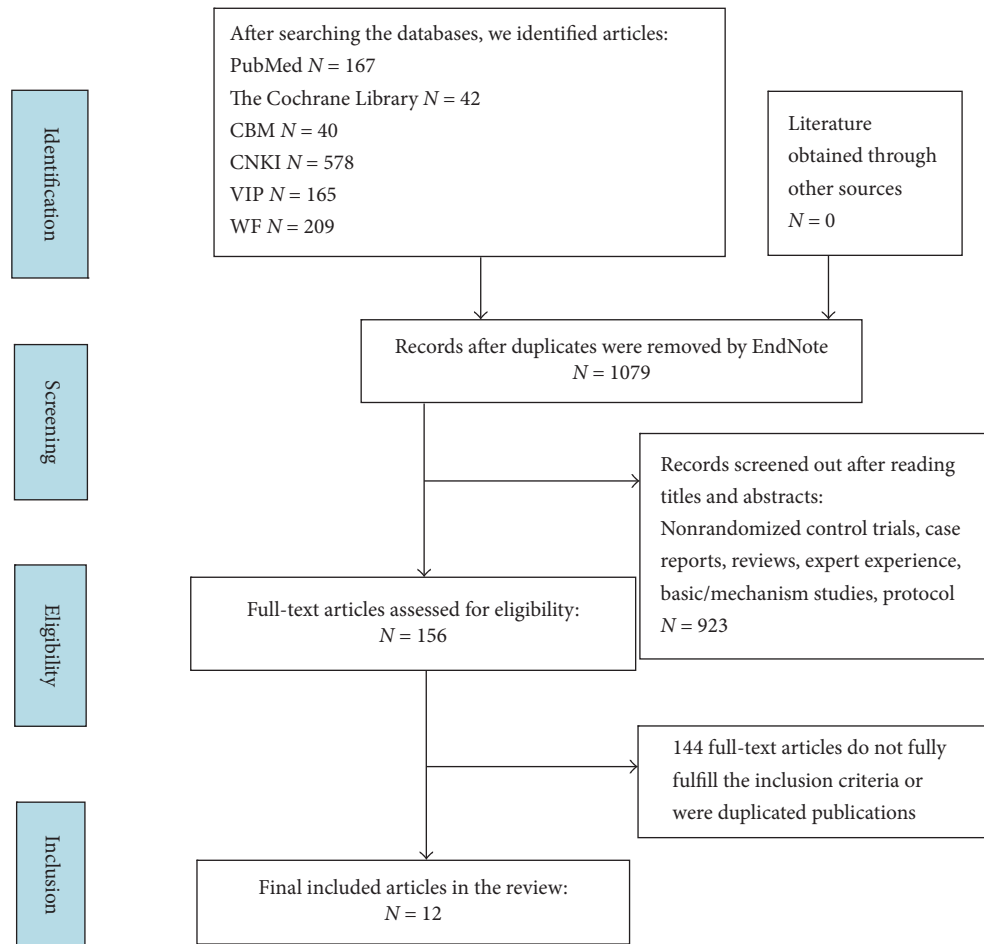 After searching the databases, we identified articles:
PubMed N = 167
The Cochrane Library N = 42
CBM N = 40
CNKI N = 578
VIP N = 165
WF N = 209
Literature
obtained through
other sources
N = 0
Identification
Records after duplicates were removed by EndNote
N = 1079
Screening
Records screened out after reading
titles and abstracts:
Nonrandomized control trials, case
reports, reviews, expert experience,
basic/mechanism studies, protocol
N = 923
Full-text articles assessed for eligibility:
N = 156
Eligibility
144 full-text articles do not fully
fulfill the inclusion criteria or
were duplicated publications
Inclusion
Final included articles in the review:
N = 12